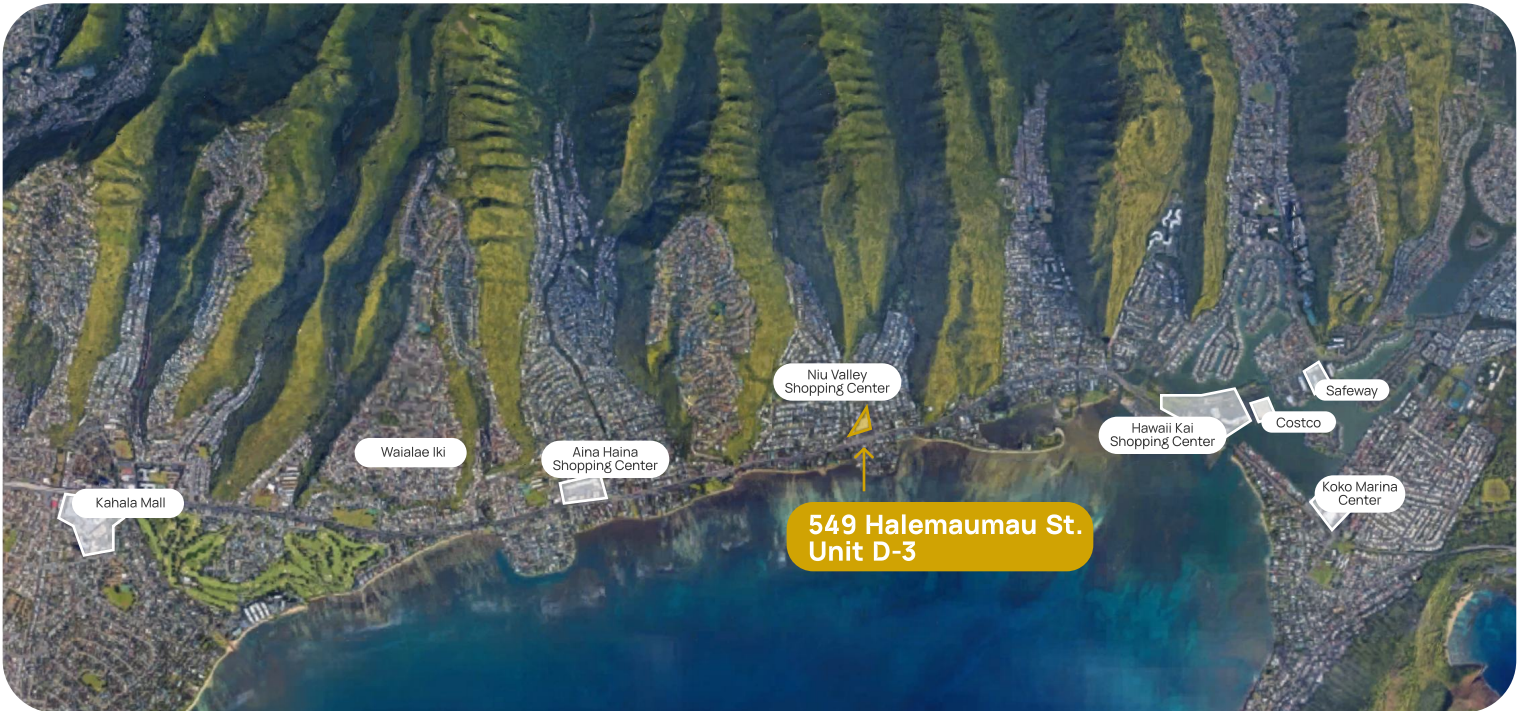 Niu Valley
Shopping Center
Safeway
Costco
Hawaii Kai
Shopping Center
Waialae Iki
Aina Haina
Shopping Center
Kahala Mall
Koko Marina
Center
549 Halemaumau St.
Unit D-3